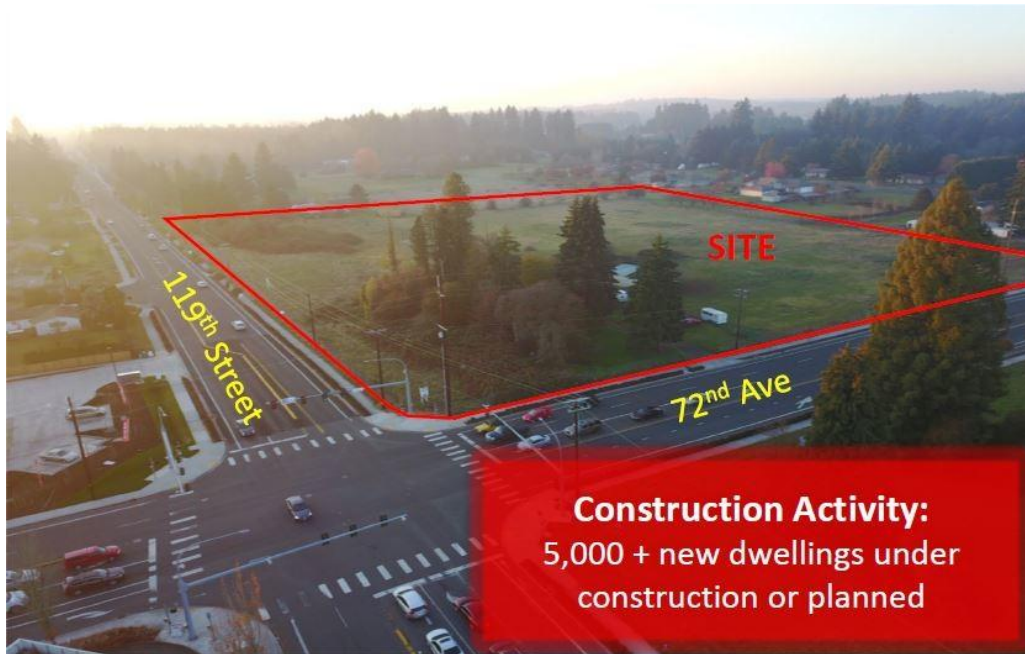 SITE
119th Street
72nd Ave
Construction Activity:
5,000 + new dwellings under
construction or planned